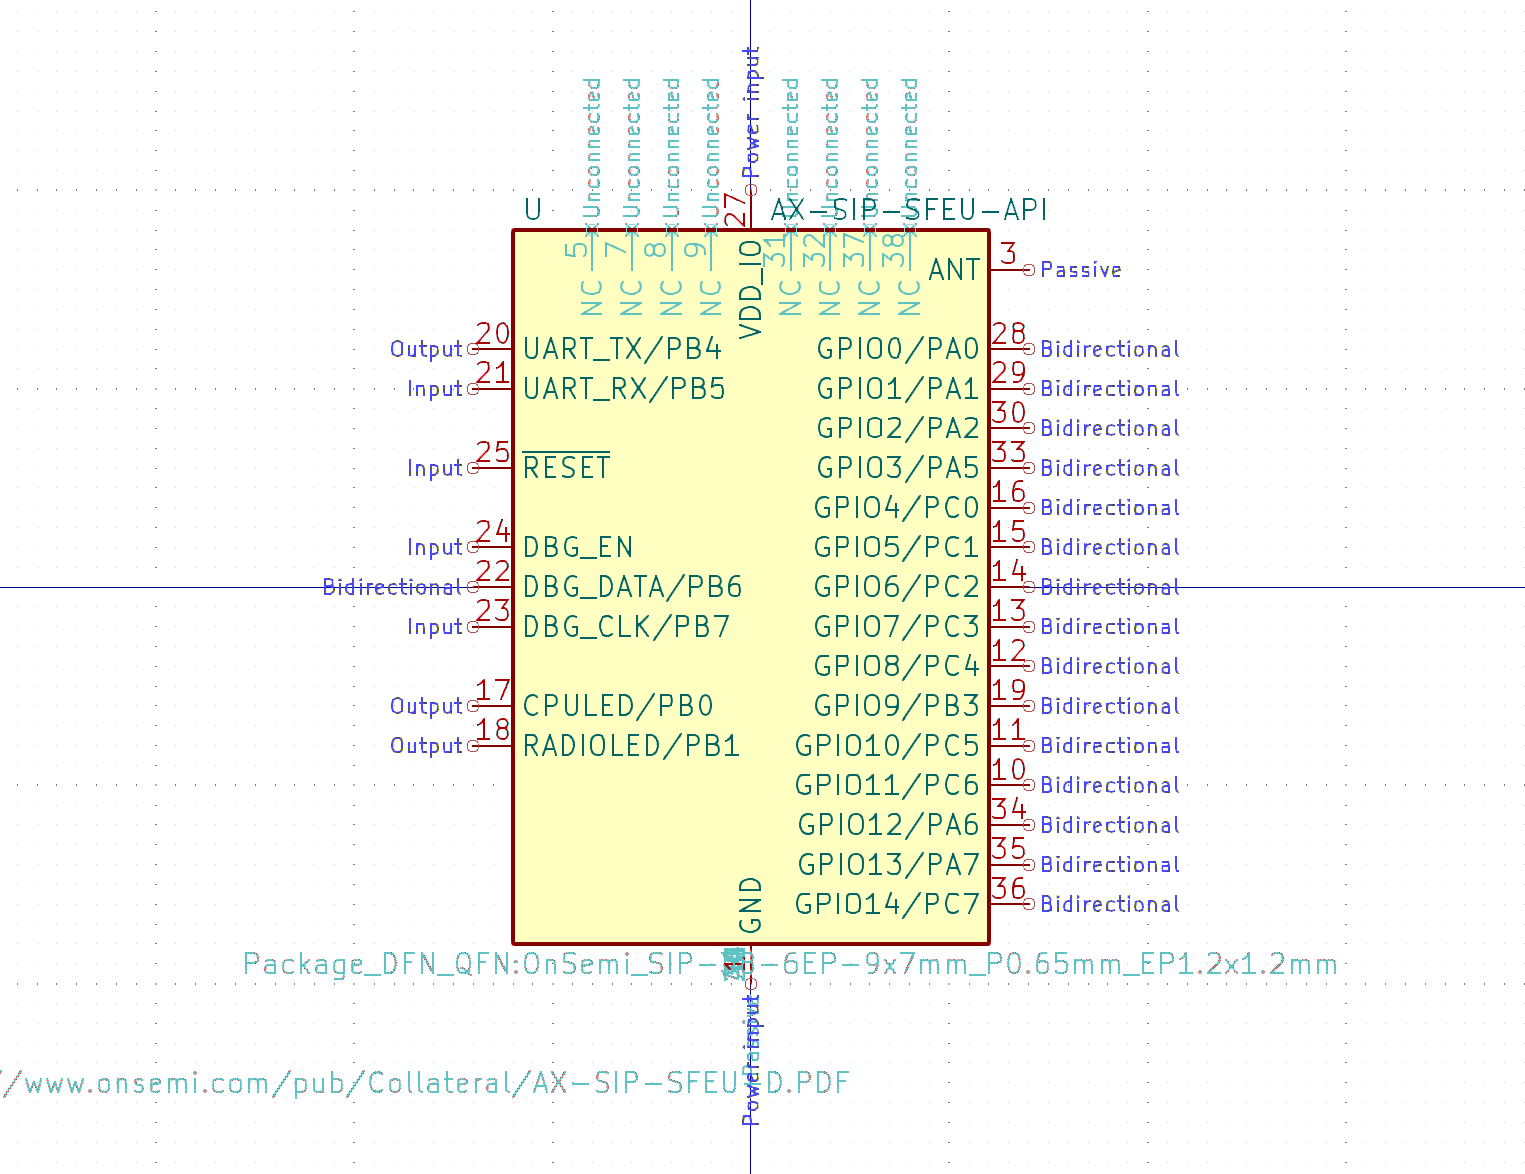 Power input
Unconnected Unconnected Unconnected Unconnected Unconnected Unconnected Unconnected Unconnected
U 27 AX-SIP-SFEU-API
5 7 8 9 VDD_IO 31 32 37 38
NC NC NC NC NC NC NC NC
ANT 3 Passive
Output 20 UART_TX/PB4 GPIO0/PA0 28 Bidirectional
Input 21 UART_RX/PB5 GPIO1/PA1 29 Bidirectional
GPIO2/PA2 30 Bidirectional
Input 25 RESET GPIO3/PA5 33 Bidirectional
GPIO4/PC0 16 Bidirectional
Input 24 DBG_EN GPIO5/PC1 15 Bidirectional
Bidirectional 22 DBG_DATA/PB6 GPIO6/PC2 14 Bidirectional
Input 23 DBG_CLK/PB7 GPIO7/PC3 13 Bidirectional
GPIO8/PC4 12 Bidirectional
Output 17 CPULED/PB0 GPIO9/PB3 19 Bidirectional
Output 18 RADIOLED/PB1 GPIO10/PC5 11 Bidirectional
GPIO11/PC6 10 Bidirectional
GPIO12/PA6 34 Bidirectional
GPIO13/PA7 35 Bidirectional
GND GPIO14/PC7 36 Bidirectional
Package_DFN_QFN:OnSemi_SIP- -6EP-9x7mm_P0.65mm_EP1.2x1.2mm
Power input
//www.onsemi.com/pub/Collateral/AX-SIP-SFEU-D.PDF